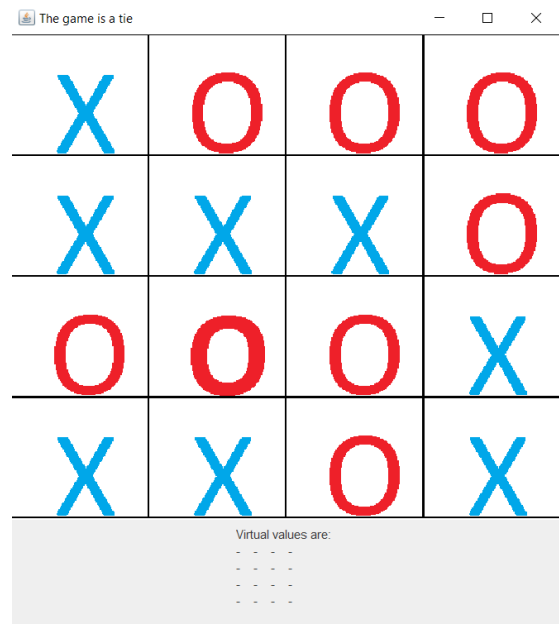 The game is a tie
X O O O
X X X O
O O O X
X X O X
Virtual values are:
- - - -
- - - -
- - - -
- - - -